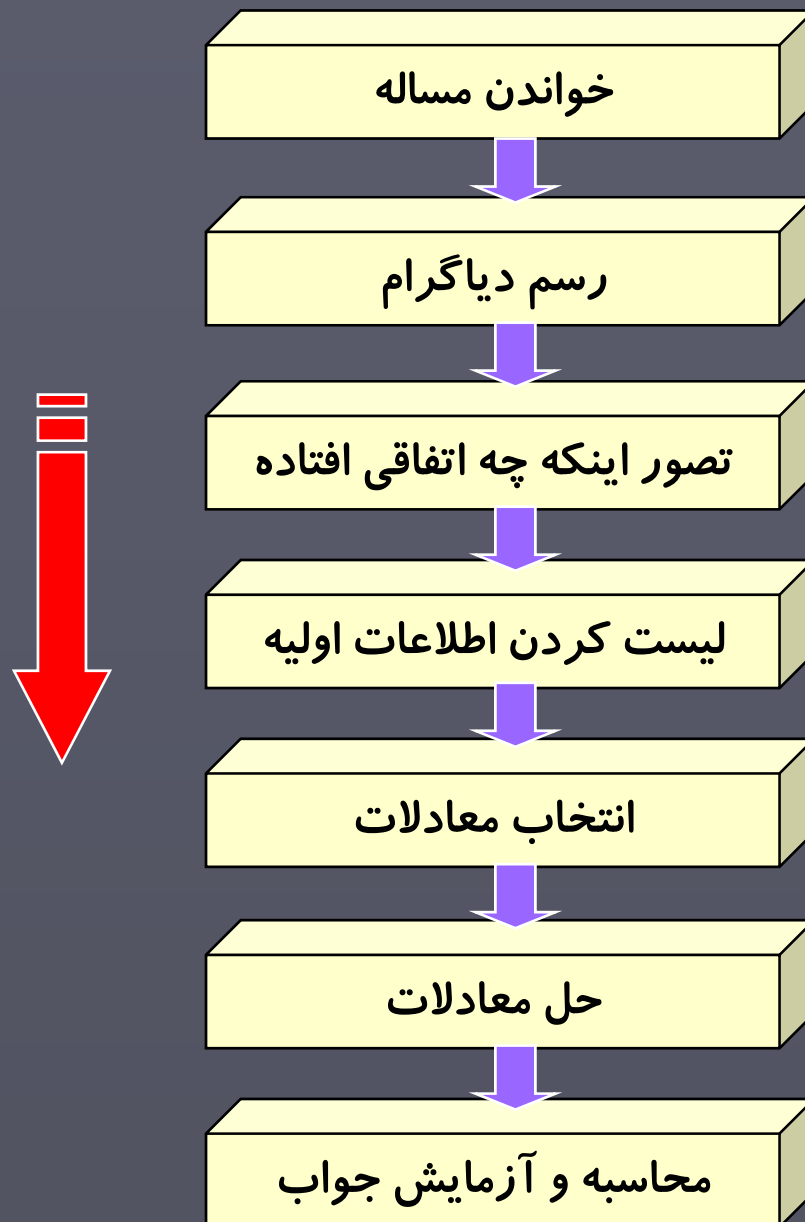 خواندن مساله
رسم دیاگرام
تصور اینکه چه اتفاقی افتاده
لیست کردن اطلاعات اولیه
انتخاب معادلات
حل معادلات
محاسبه و آزمایش جواب